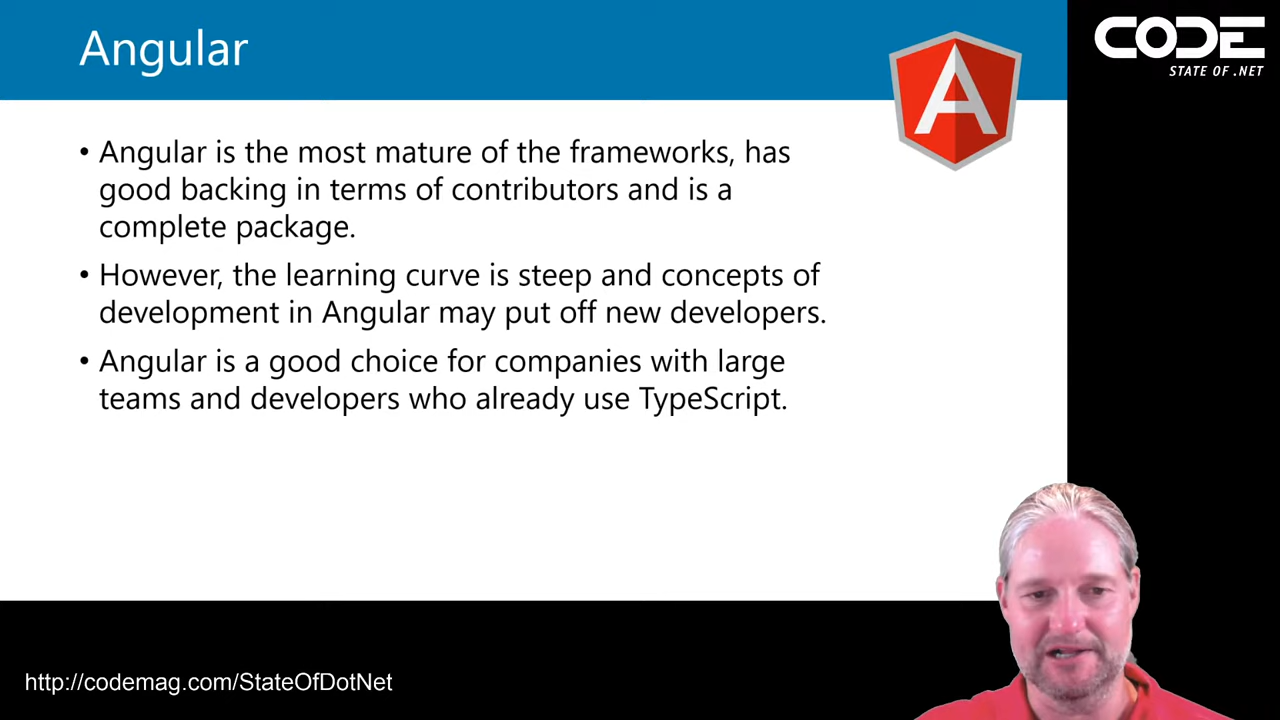 Angular
A
CODE
STATE OF .NET
• Angular is the most mature of the frameworks, has
good backing in terms of contributors and is a
complete package.
• However, the learning curve is steep and concepts of
development in Angular may put off new developers.
• Angular is a good choice for companies with large
teams and developers who already use TypeScript.
http://codemag.com/StateOfDotNet